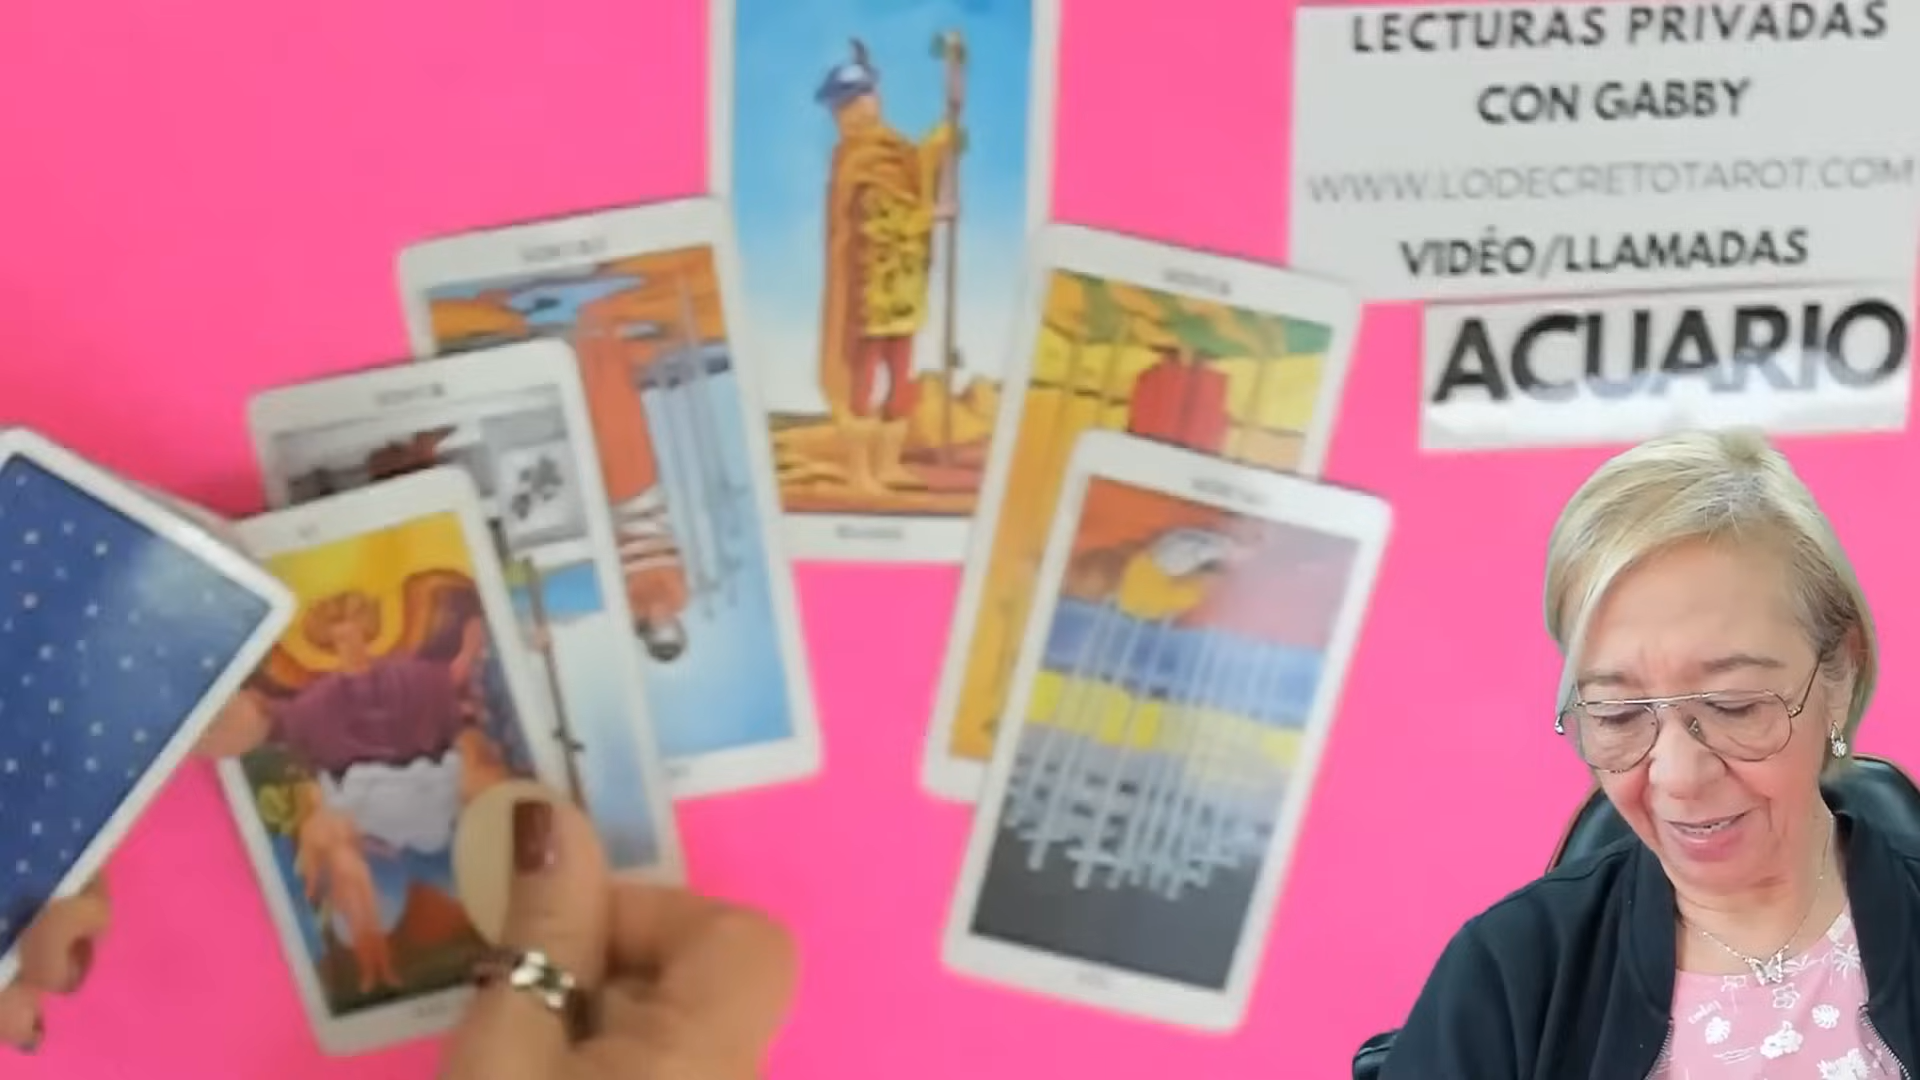 LECTURAS PRIVADAS
CON GABBY
WWW.LODECRETOTAROT.COM
VIDÉO/LLAMADAS
ACUARIO